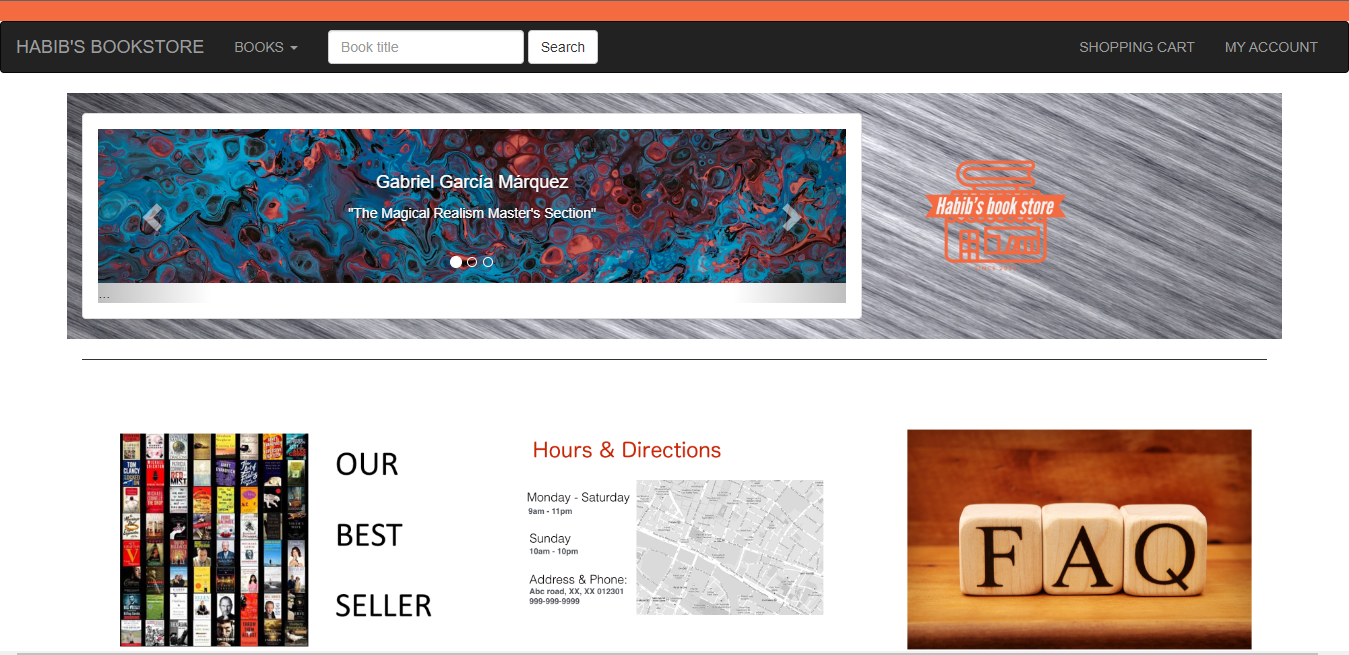 HABIB'S BOOKSTORE BOOKS Book title Search SHOPPING CART MY ACCOUNT
Gabriel García Márquez
"The Magical Realism Master's Section"
...
Habib's book store
OUR
BEST
SELLER
Hours & Directions
Monday - Saturday
9am - 11pm
Sunday
10am - 10pm
Address & Phone:
Abc road, XX, XX 012301
999-999-9999
FAQ